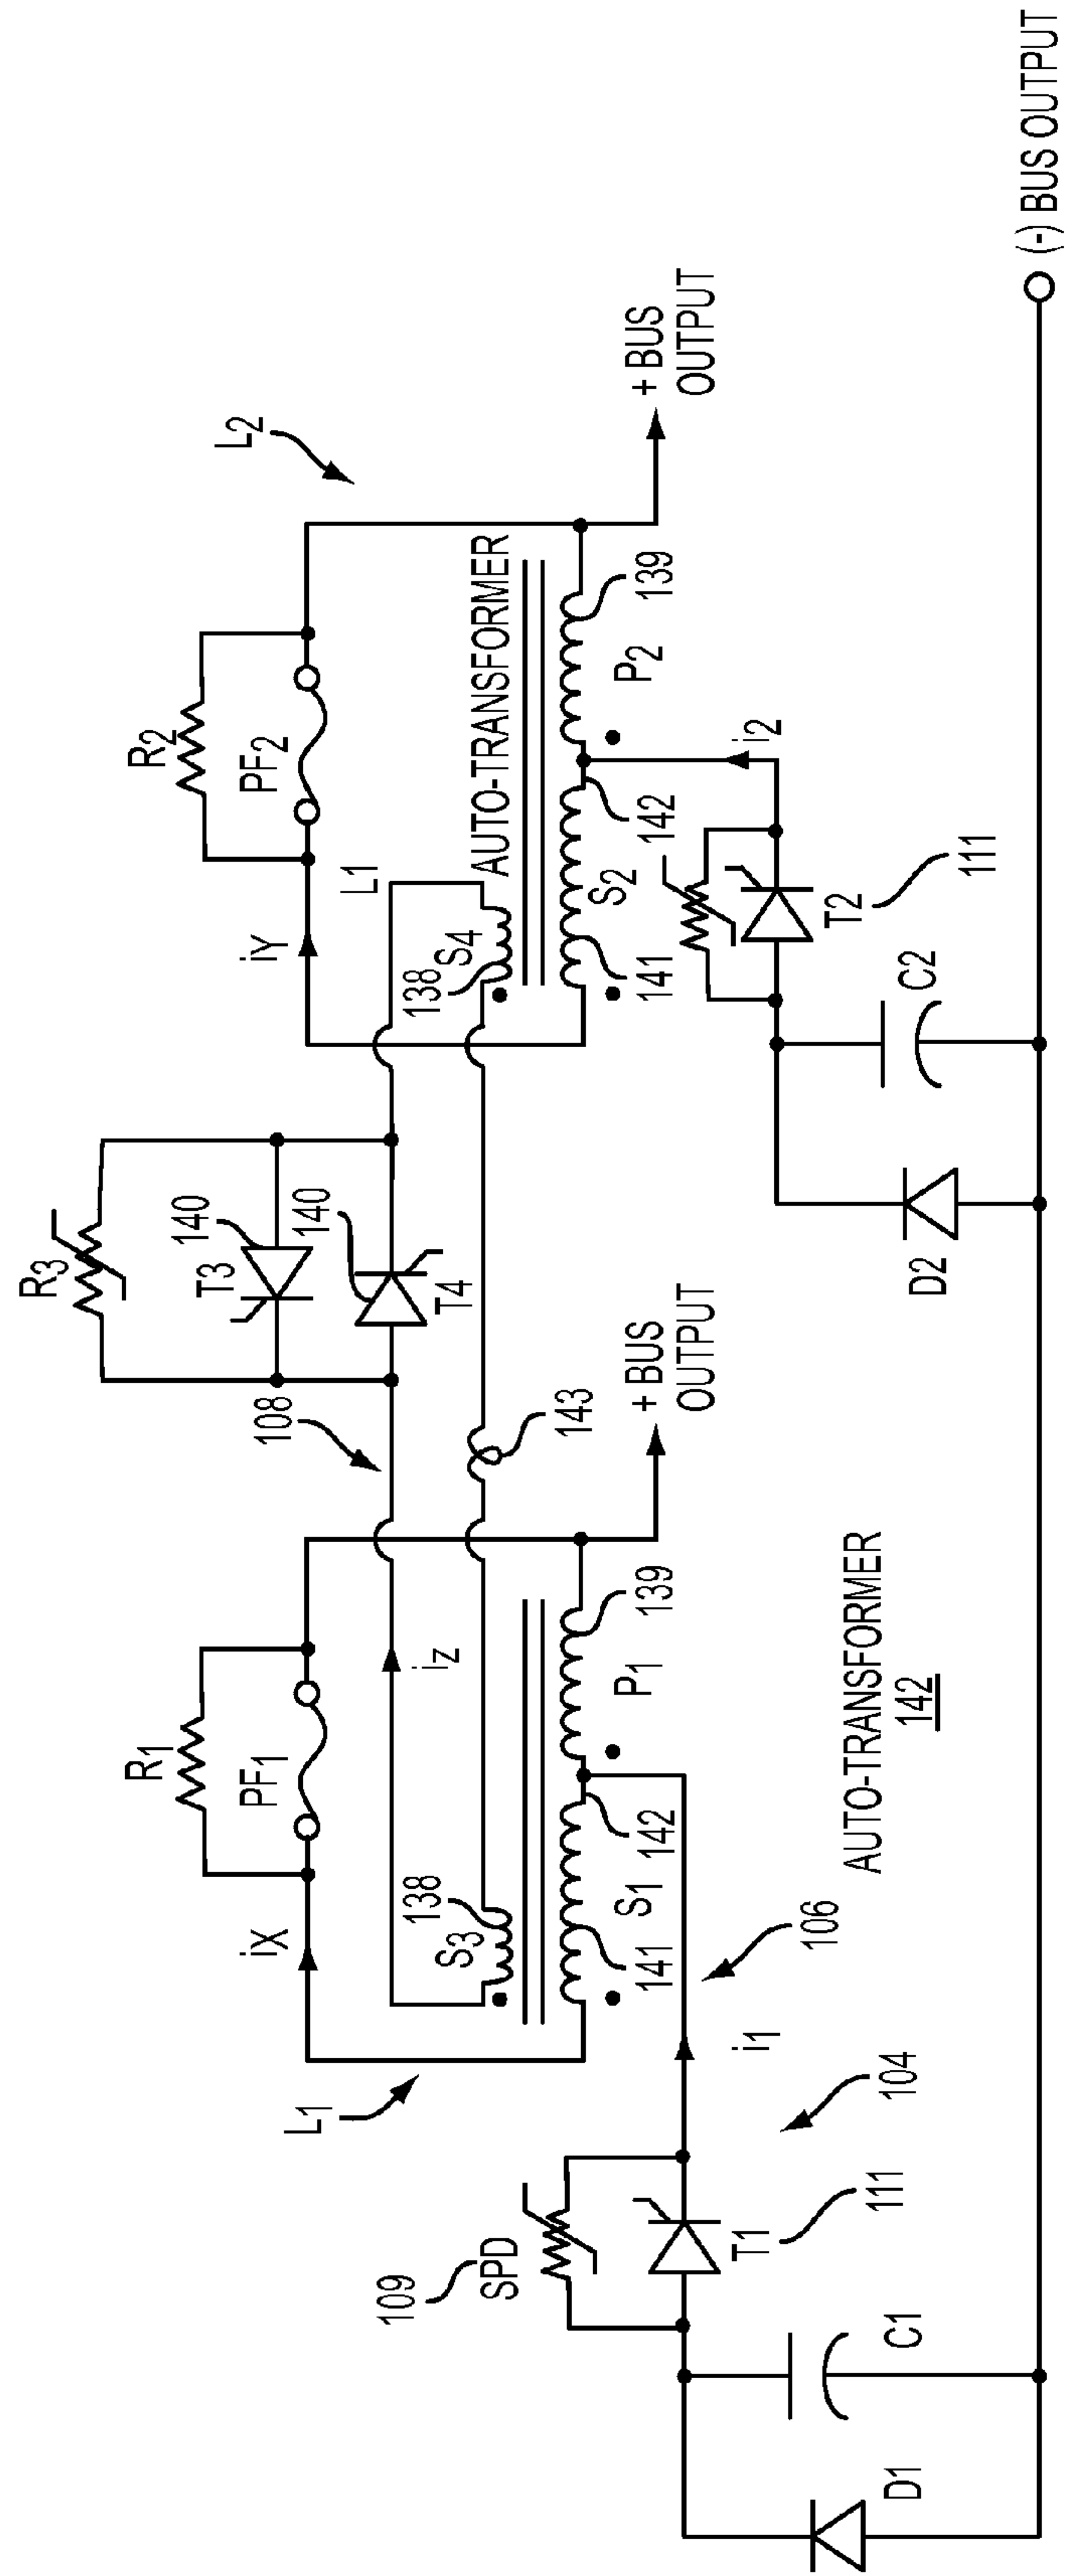 R3
T3
140
140
T4
108
R1
PF1
iX
R2
PF2
iY
L1
L2
S4
138
AUTO-TRANSFORMER
iZ
143
S3
138
L1
S1
141
142
P1
139
+ BUS
OUTPUT
S2
141
142
P2
139
+ BUS
OUTPUT
i2
T2
111
C2
D2
109
SPD
T1
111
i1
104
106
C1
D1
AUTO-TRANSFORMER
142
(-) BUS OUTPUT